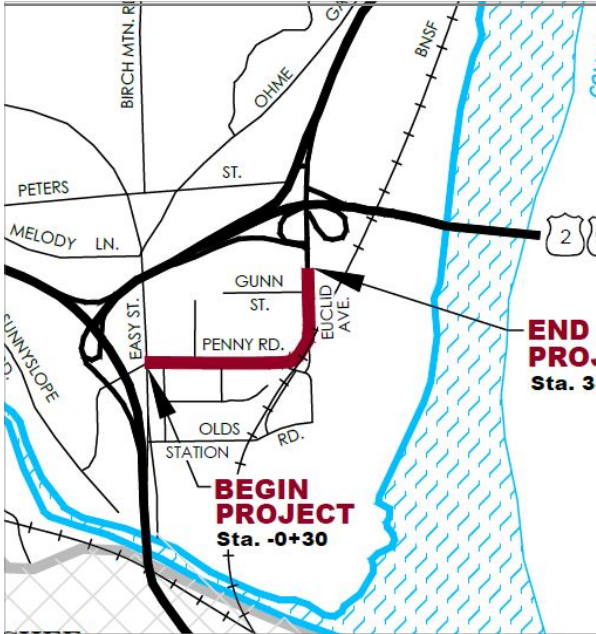 BIRCH MTN. RD
OHME
GA
BNSF
PETERS
ST.
MELODY LN.
2
GUNN
ST.
EUCLID
AVE.
EASY ST.
PENNY RD.
SUNNYSLOPE
D.
END
PROJ
Sta. 3
OLDS
STATION
RD.
BEGIN
PROJECT
Sta. -0+30